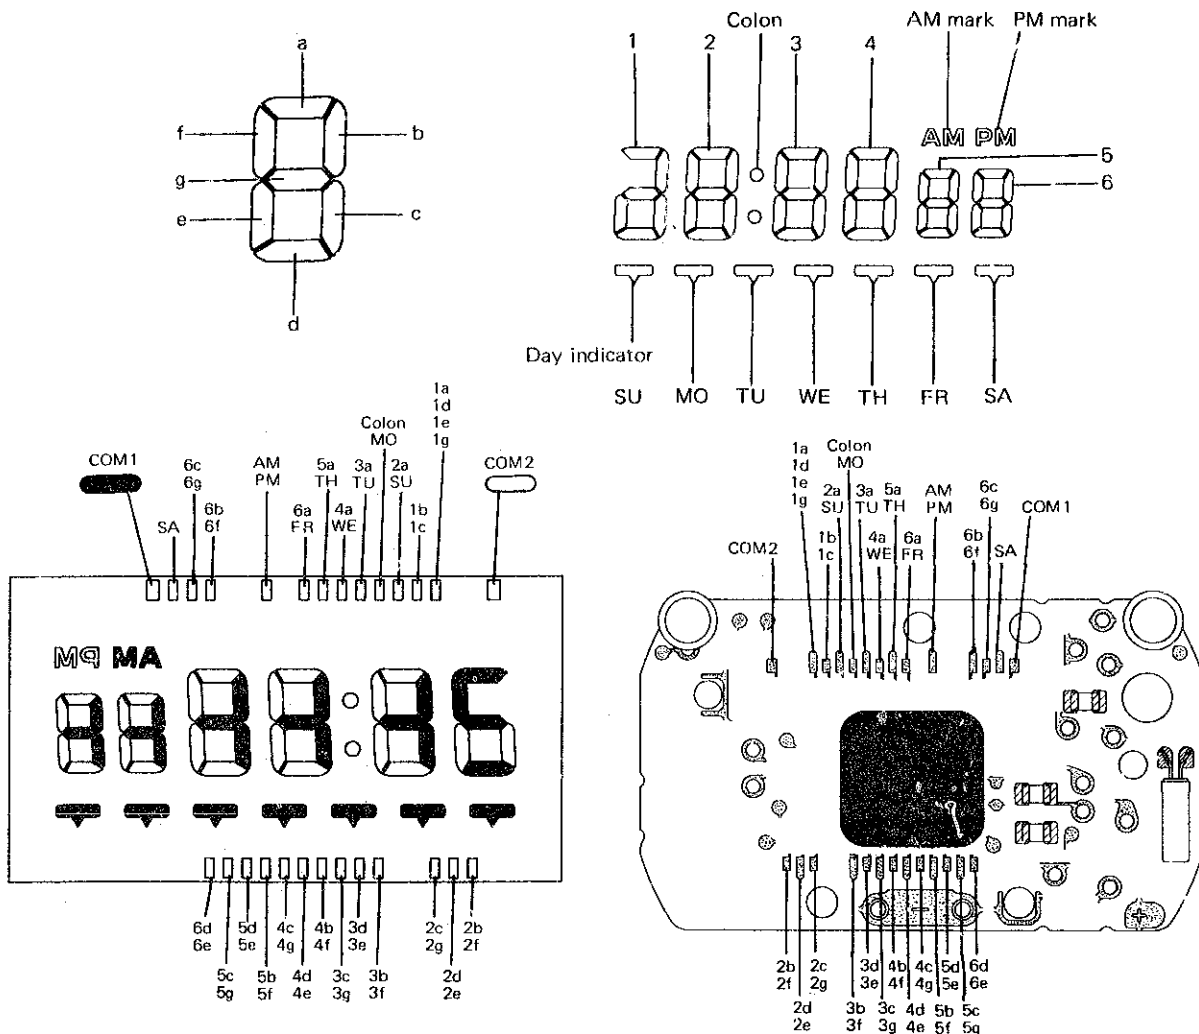 a
f
b
g
e
c
d
Colon
AM mark
PM mark
1
2
3
4
AM PM
5
6
Day indicator
SU MO TU WE TH FR SA
COM1
SA
6c
6g
6b
6f
AM
PM
6a
FR
5a
TH
4a
WE
3a
TU
Colon
MO
2a
SU
1b
1c
1a
1d
1e
1g
COM2
AM PM
6d
6e
5c
5g
5d
5e
5b
5f
4c
4g
4d
4e
4b
4f
3c
3g
3d
3e
3b
3f
2c
2g
2d
2e
2b
2f
COM2
1a
1d
1e
1g
1b
1c
2a
SU
Colon
MO
3a
TU
4a
WE
5a
TH
6a
FR
AM
PM
6b
6f
6c
6g
SA
COM1
2b
2f
2d
2e
2c
2g
3b
3f
3d
3e
3c
3g
4b
4f
4d
4e
4c
4g
5b
5f
5d
5e
5c
5g
6d
6e